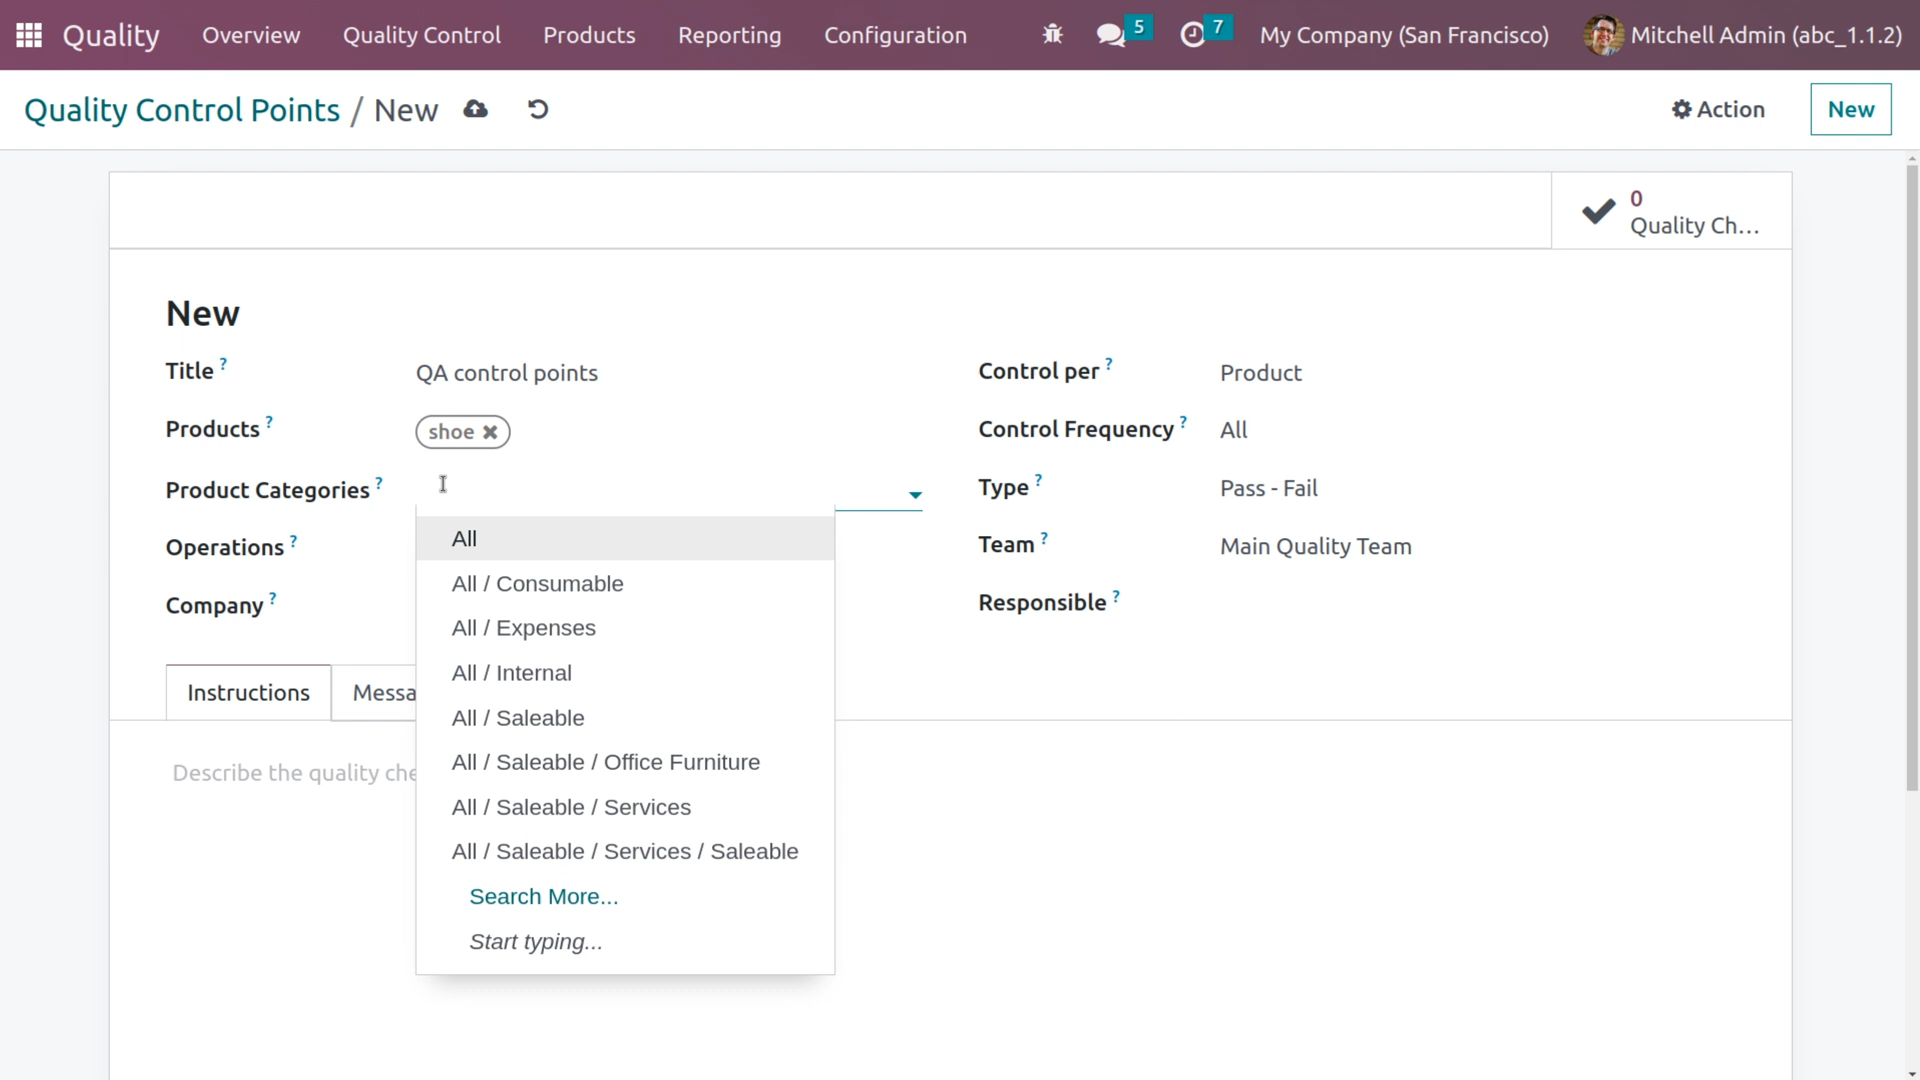 Quality Overview Quality Control Products Reporting Configuration 5 7 My Company (San Francisco) Mitchell Admin (abc_1.1.2)
Quality Control Points / New Action New
0
Quality Ch...
New
Title ? QA control points Control per ? Product
Products ? shoe Control Frequency ? All
Product Categories ? Type ? Pass - Fail
All
Operations ? Team ? Main Quality Team
All / Consumable
Company ? Responsible ?
All / Expenses
All / Internal
Instructions Messa
All / Saleable
All / Saleable / Office Furniture
Describe the quality che
All / Saleable / Services
All / Saleable / Services / Saleable
Search More...
Start typing...